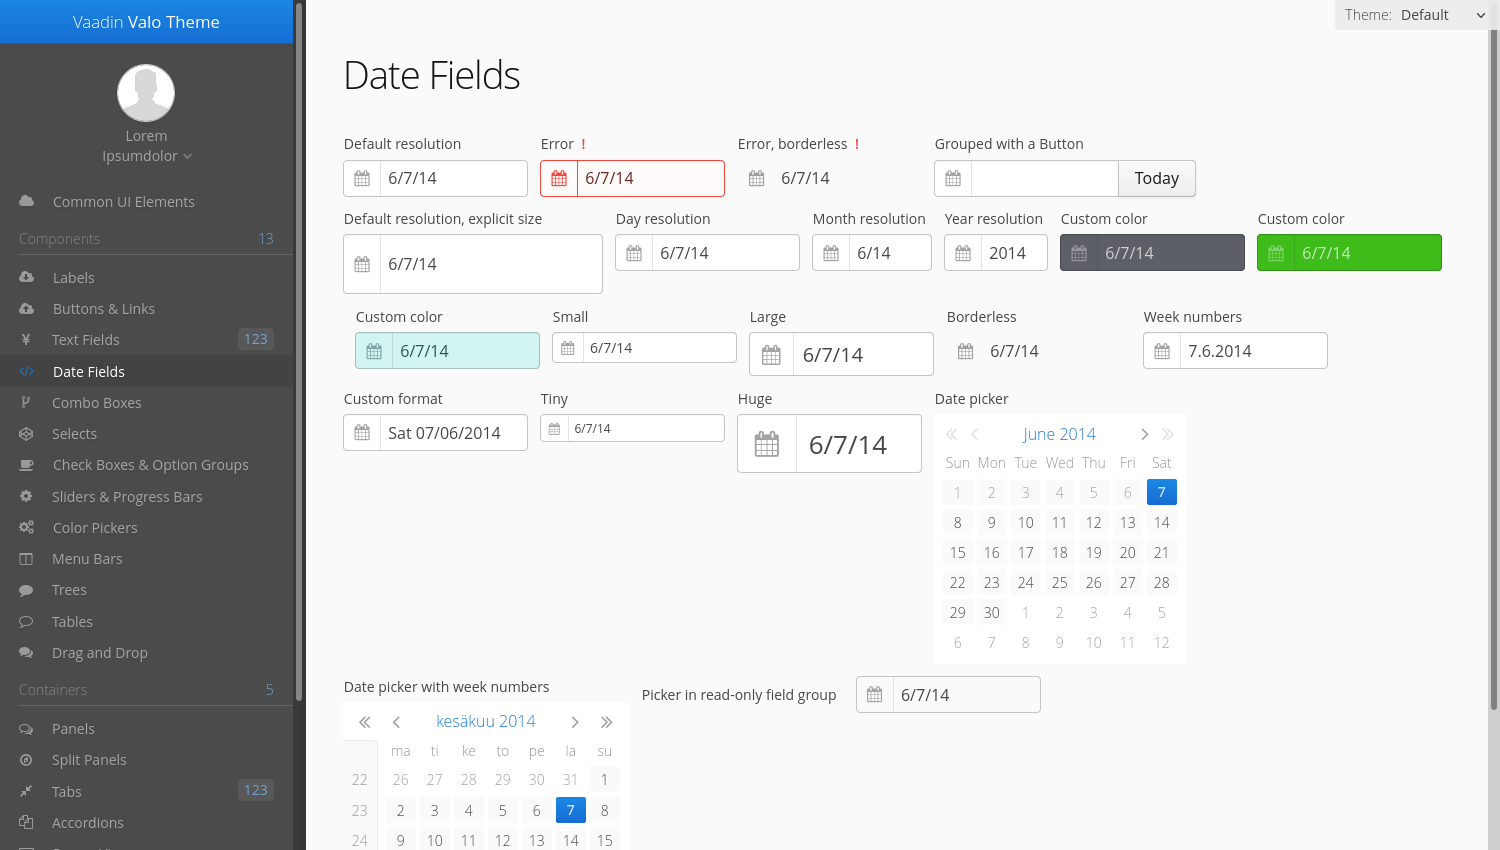 Vaadin Valo Theme
Lorem
Ipsumdolor
Common UI Elements
Components 13
Labels
Buttons & Links
Text Fields 123
Date Fields
Combo Boxes
Selects
Check Boxes & Option Groups
Sliders & Progress Bars
Color Pickers
Menu Bars
Trees
Tables
Drag and Drop
Containers 5
Panels
Split Panels
Tabs 123
Accordions
Theme: Default
Date Fields
Default resolution Error ! Error, borderless ! Grouped with a Button
6/7/14 6/7/14 6/7/14 Today
Default resolution, explicit size Day resolution Month resolution Year resolution Custom color Custom color
6/7/14 6/7/14 6/14 2014 6/7/14 6/7/14
Custom color Small Large Borderless Week numbers
6/7/14 6/7/14 6/7/14 6/7/14 7.6.2014
Custom format Tiny Huge Date picker
Sat 07/06/2014 6/7/14 6/7/14
June 2014
Sun Mon Tue Wed Thu Fri Sat
1 2 3 4 5 6 7
8 9 10 11 12 13 14
15 16 17 18 19 20 21
22 23 24 25 26 27 28
29 30 1 2 3 4 5
6 7 8 9 10 11 12
Date picker with week numbers
kesäkuu 2014
ma ti ke to pe la su
22 26 27 28 29 30 31 1
23 2 3 4 5 6 7 8
24 9 10 11 12 13 14 15
Picker in read-only field group 6/7/14